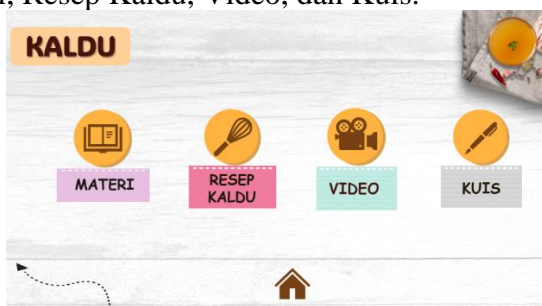 Resep Kaldu, Video, dan Kuis.
KALDU
MATERI
RESEP
KALDU
VIDEO
KUIS